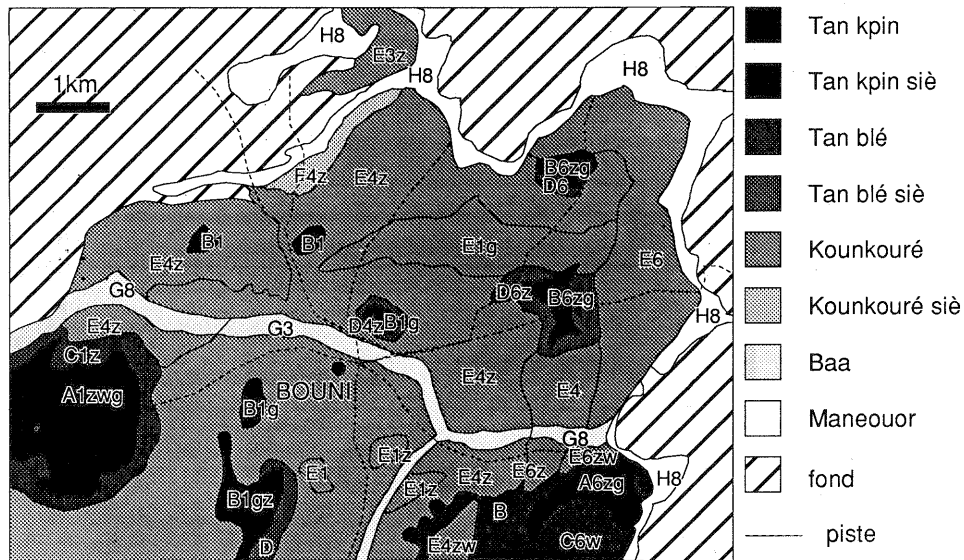 H8
E3z
H8
H8
1km
B6zg
D6
F4z
E4z
B1
B1
E1g
E4z
E6
G8
D6z
B6zg
H8
E4z
G3
D4z
B1g
C1z
A1zwg
BOUNI
E4z
E4
B1g
G8
E1z
E6zw
E1
E4z
E6z
A6zg
H8
B1gz
E1z
B
D
E4zw
C6w
Tan kpin
Tan kpin siè
Tan blé
Tan blé siè
Kounkouré
Kounkouré siè
Baa
Maneouor
fond
piste